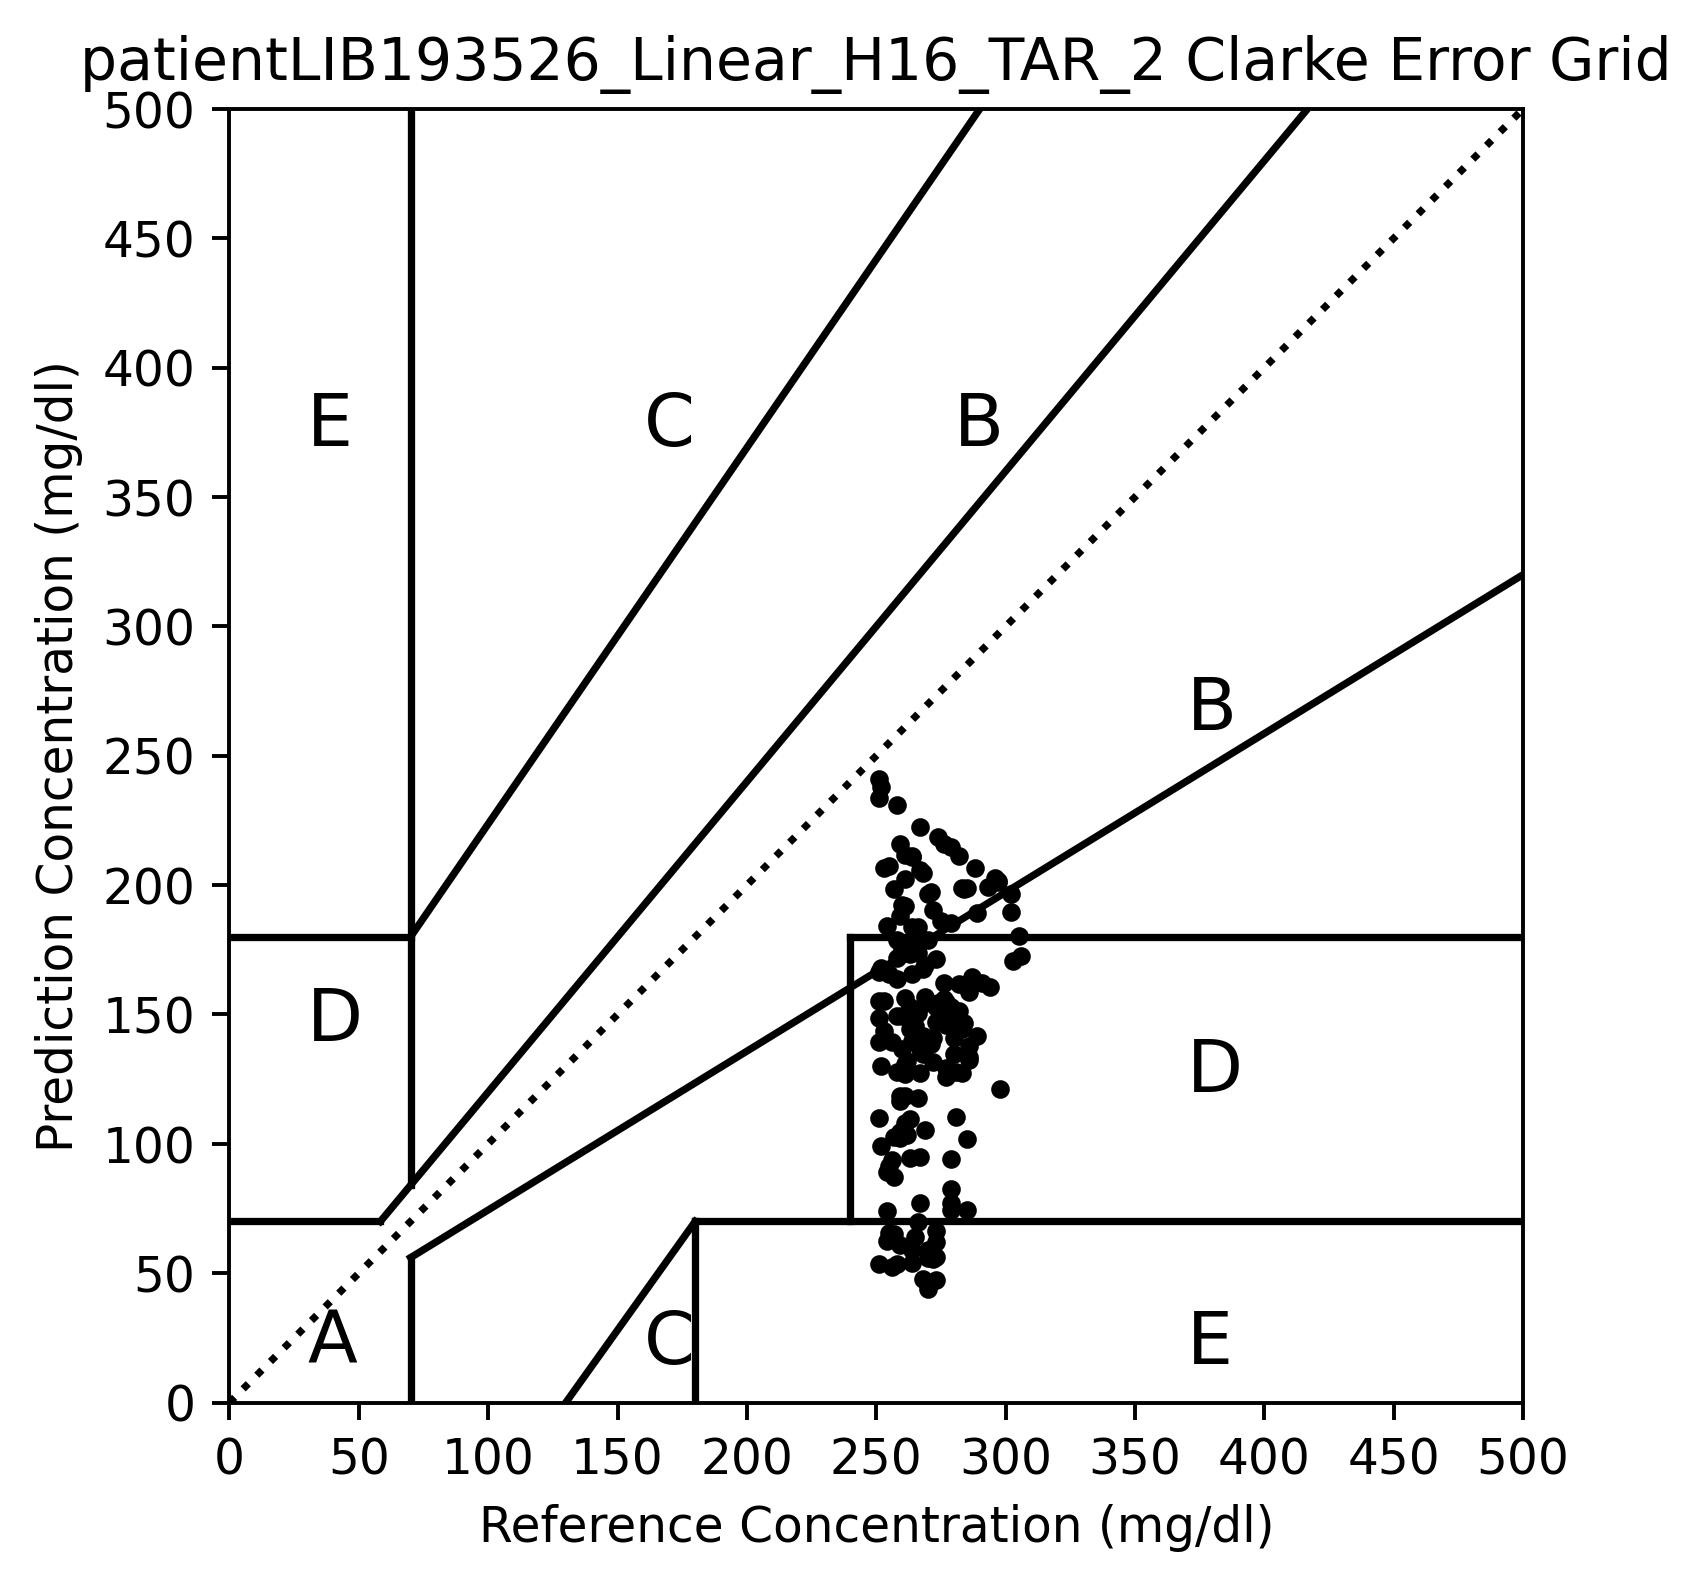 patientLIB193526_Linear_H16_TAR_2 Clarke Error Grid
500
450
400
350
300
250
200
150
100
50
0
Prediction Concentration (mg/dl)
E
C
B
B
D
D
A
C
E
0 50 100 150 200 250 300 350 400 450 500
Reference Concentration (mg/dl)